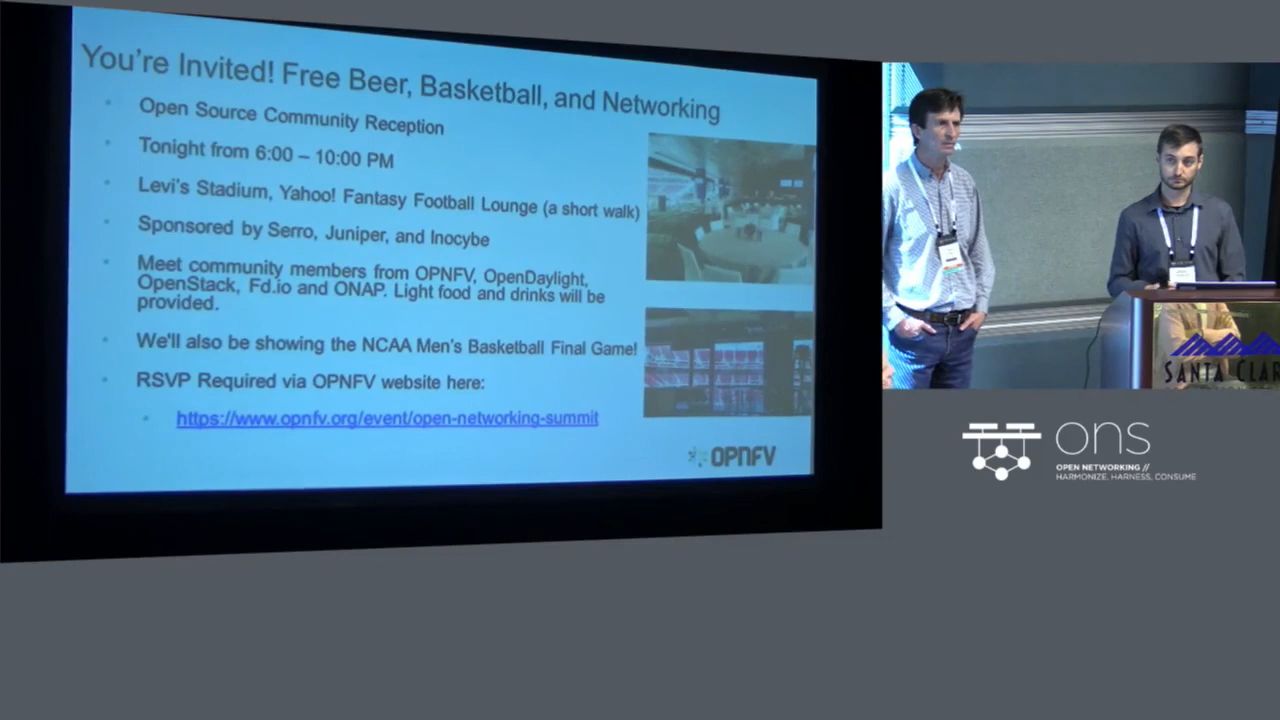 You're Invited! Free Beer, Basketball, and Networking
Open Source Community Reception
Tonight from 6:00 – 10:00 PM
Levi's Stadium, Yahoo! Fantasy Football Lounge (a short walk)
Sponsored by Serro, Juniper, and Inocybe
Meet community members from OPNFV, OpenDaylight,
OpenStack, Fd.io and ONAP. Light food and drinks will be
provided.
We'll also be showing the NCAA Men's Basketball Final Game!
RSVP Required via OPNFV website here:
https://www.opnfv.org/event/open-networking-summit
OPNFV
SANTA CLAR
ons
OPEN NETWORKING //
HARMONIZE, HARNESS, CONSUME